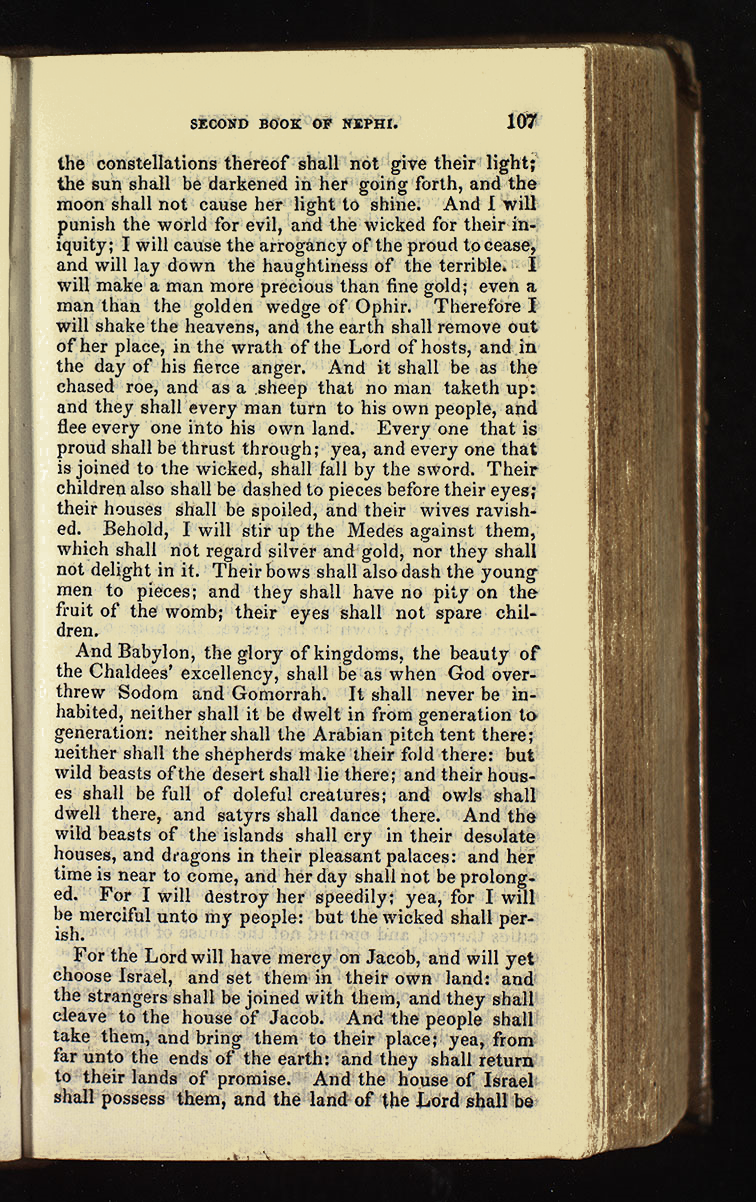 SECOND BOOK OF NEPHI. 107
the constellations thereof shall not give their light;
the sun shall be darkened in her going forth, and the
moon shall not cause her light to shine. And I will
punish the world for evil, and the wicked for their in-
iquity; I will cause the arrogancy of the proud to cease,
and will lay down the haughtiness of the terrible. I
will make a man more precious than fine gold; even a
man than the golden wedge of Ophir. Therefore I
will shake the heavens, and the earth shall remove out
of her place, in the wrath of the Lord of hosts, and in
the day of his fierce anger. And it shall be as the
chased roe, and as a sheep that no man taketh up:
and they shall every man turn to his own people, and
flee every one into his own land. Every one that is
proud shall be thrust through; yea, and every one that
is joined to the wicked, shall fall by the sword. Their
children also shall be dashed to pieces before their eyes;
their houses shall be spoiled, and their wives ravish-
ed. Behold, I will stir up the Medes against them,
which shall not regard silver and gold, nor they shall
not delight in it. Their bows shall also dash the young
men to pieces; and they shall have no pity on the
fruit of the womb; their eyes shall not spare chil-
dren.
And Babylon, the glory of kingdoms, the beauty of
the Chaldees' excellency, shall be as when God over-
threw Sodom and Gomorrah. It shall never be in-
habited, neither shall it be dwelt in from generation to
generation: neither shall the Arabian pitch tent there;
neither shall the shepherds make their fold there: but
wild beasts of the desert shall lie there; and their hous-
es shall be full of doleful creatures; and owls shall
dwell there, and satyrs shall dance there. And the
wild beasts of the islands shall cry in their desolate
houses, and dragons in their pleasant palaces: and her
time is near to come, and her day shall not be prolong-
ed. For I will destroy her speedily; yea, for I will
be merciful unto my people: but the wicked shall per-
ish.
For the Lord will have mercy on Jacob, and will yet
choose Israel, and set them in their own land: and
the strangers shall be joined with them, and they shall
cleave to the house of Jacob. And the people shall
take them, and bring them to their place; yea, from
far unto the ends of the earth: and they shall return
to their lands of promise. And the house of Israel
shall possess them, and the land of the Lord shall be